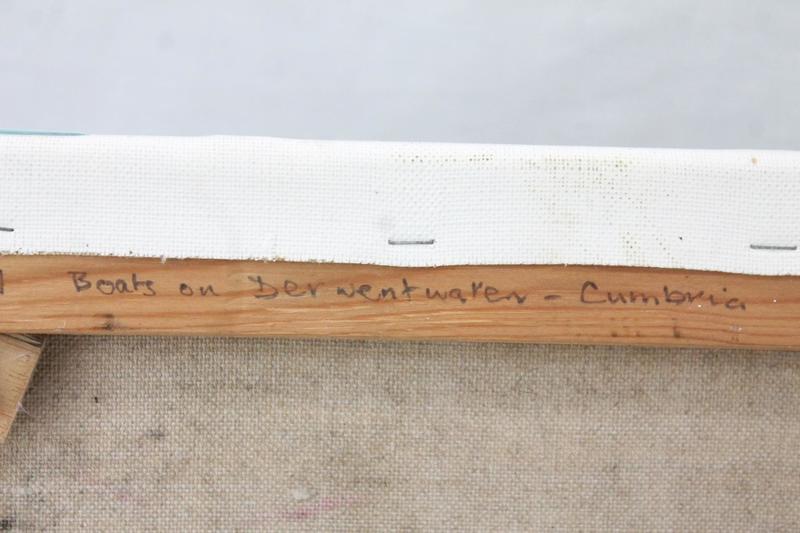 Boats on Derwentwater - Cumbria